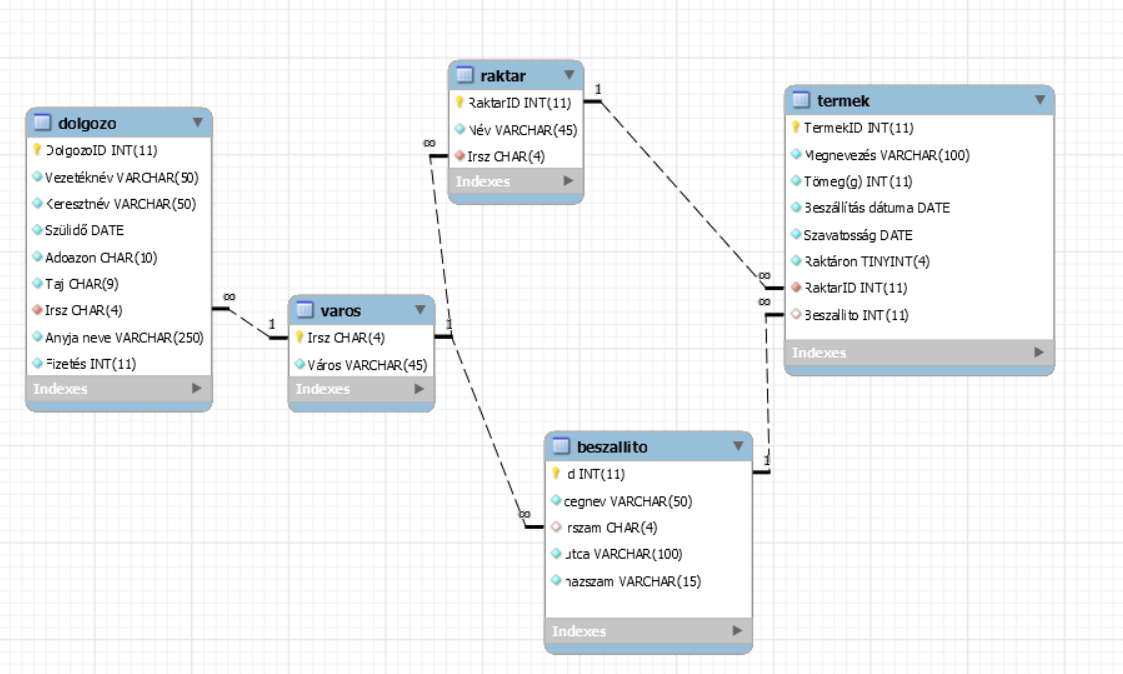 dolgozo
DolgozoID INT(11)
Vezetéknév VARCHAR(50)
Keresztnév VARCHAR(50)
Szülidő DATE
Adoazon CHAR(10)
Taj CHAR(9)
Irsz CHAR(4)
Anyja neve VARCHAR(250)
Fizetés INT(11)
Indexes
∞
1
varos
Irsz CHAR(4)
Város VARCHAR(45)
Indexes
1
∞
raktar
RaktarID INT(11)
Név VARCHAR(45)
Irsz CHAR(4)
Indexes
1
∞
∞
termek
TermekID INT(11)
Megnevezés VARCHAR(100)
Tömeg(g) INT(11)
Beszállítás dátuma DATE
Szavatosság DATE
Raktáron TINYINT(4)
RaktarID INT(11)
Beszallito INT(11)
Indexes
∞
1
beszallito
d INT(11)
cegnev VARCHAR(50)
rszam CHAR(4)
utca VARCHAR(100)
hazszam VARCHAR(15)
Indexes